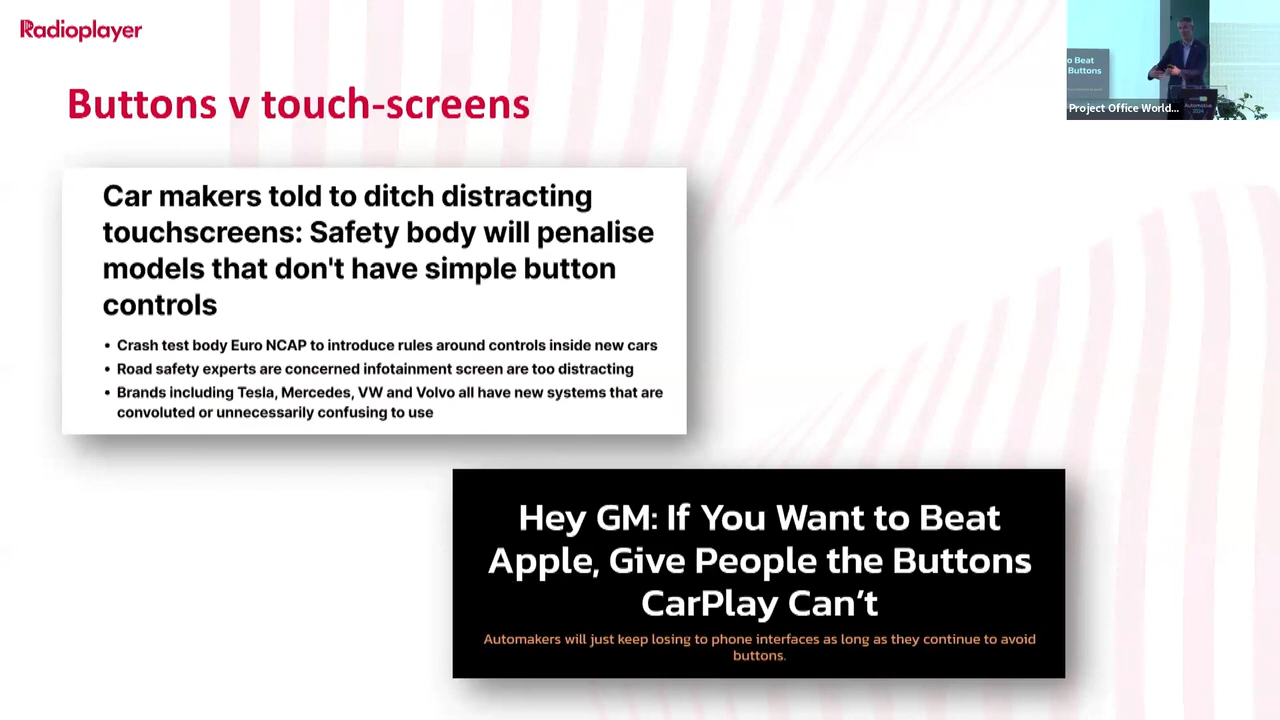 Radioplayer
Buttons v touch-screens
Car makers told to ditch distracting
touchscreens: Safety body will penalise
models that don't have simple button
controls
• Crash test body Euro NCAP to introduce rules around controls inside new cars
• Road safety experts are concerned infotainment screen are too distracting
• Brands including Tesla, Mercedes, VW and Volvo all have new systems that are
convoluted or unnecessarily confusing to use
Hey GM: If You Want to Beat
Apple, Give People the Buttons
CarPlay Can't
Automakers will just keep losing to phone interfaces as long as they continue to avoid
buttons.
o Beat
Buttons
Project Office World...
Automotive
2024